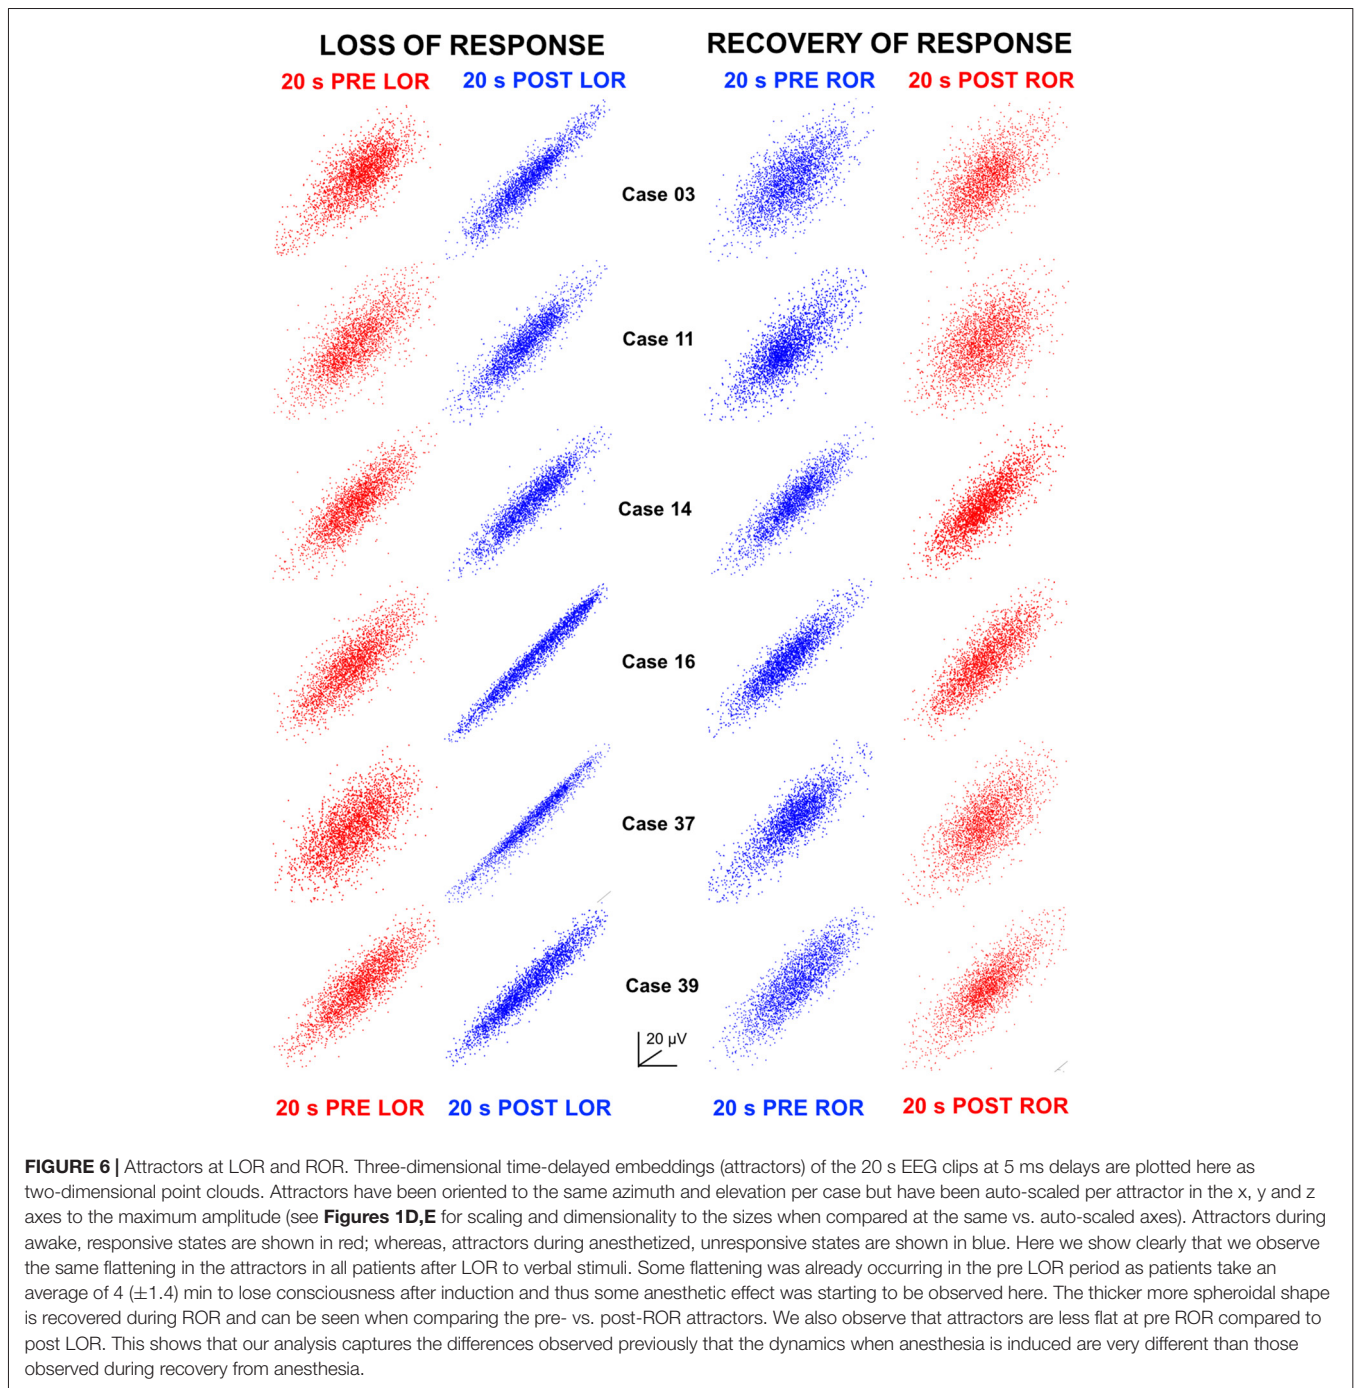 LOSS OF RESPONSE
RECOVERY OF RESPONSE
20 s PRE LOR
20 s POST LOR
20 s PRE ROR
20 s POST ROR
Case 03
Case 11
Case 14
Case 16
Case 37
Case 39
20 µV
20 s PRE LOR
20 s POST LOR
20 s PRE ROR
20 s POST ROR
FIGURE 6 | Attractors at LOR and ROR. Three-dimensional time-delayed embeddings (attractors) of the 20 s EEG clips at 5 ms delays are plotted here as
two-dimensional point clouds. Attractors have been oriented to the same azimuth and elevation per case but have been auto-scaled per attractor in the x, y and z
axes to the maximum amplitude (see Figures 1D,E for scaling and dimensionality to the sizes when compared at the same vs. auto-scaled axes). Attractors during
awake, responsive states are shown in red; whereas, attractors during anesthetized, unresponsive states are shown in blue. Here we show clearly that we observe
the same flattening in the attractors in all patients after LOR to verbal stimuli. Some flattening was already occurring in the pre LOR period as patients take an
average of 4 (±1.4) min to lose consciousness after induction and thus some anesthetic effect was starting to be observed here. The thicker more spheroidal shape
is recovered during ROR and can be seen when comparing the pre- vs. post-ROR attractors. We also observe that attractors are less flat at pre ROR compared to
post LOR. This shows that our analysis captures the differences observed previously that the dynamics when anesthesia is induced are very different than those
observed during recovery from anesthesia.